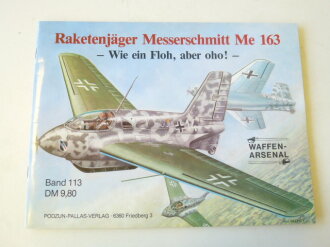 Raketenjäger Messerschmitt Me 163
– Wie ein Floh, aber oho! –
WAFFEN-
ARSENAL
Band 113
DM 9,80
PODZUN-PALLAS-VERLAG · 6360 Friedberg 3